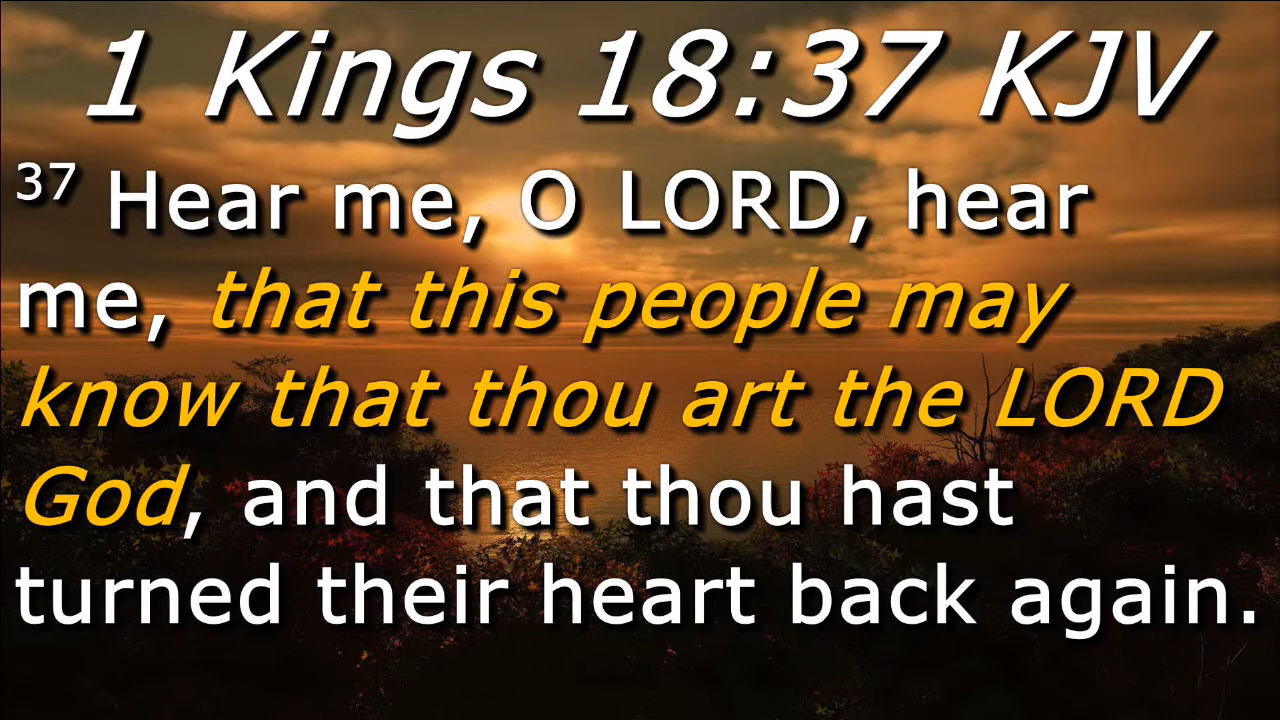 1 Kings 18:37 KJV
37 Hear me, O LORD, hear
me, that this people may
know that thou art the LORD
God, and that thou hast
turned their heart back again.